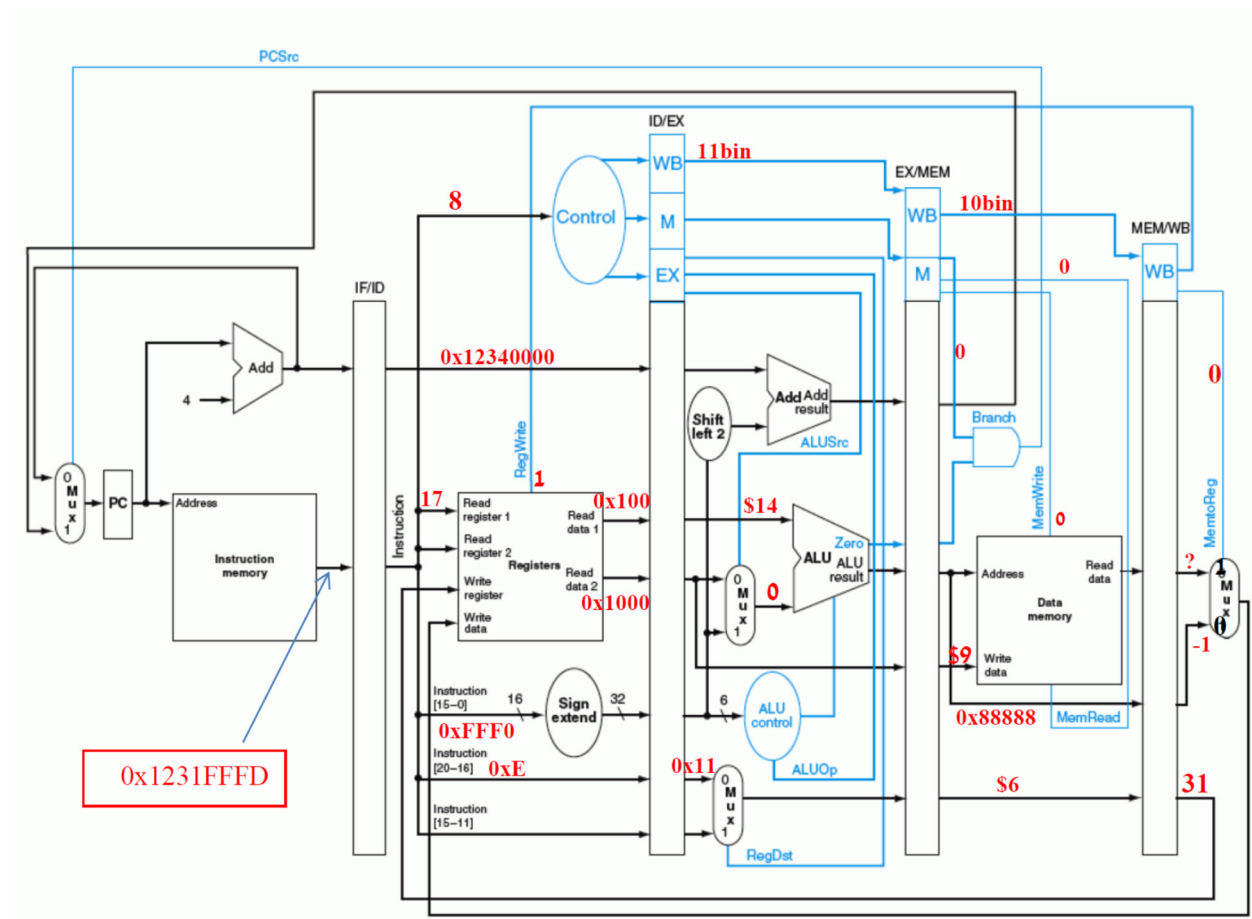 PCSrc
ID/EX
WB
11bin
EX/MEM
8
Control
M
WB
10bin
MEM/WB
EX
M
0
WB
IF/ID
0x12340000
0
0
Add
4
Add Add result
Shift left 2
Branch
ALUSrc
RegWrite
0
M
u
x
1
PC
Address
Instruction memory
Instruction
17
1
Read register 1
Read data 1
0x100
Read register 2
Registers
Write register
Read data 2
0x1000
Write data
$14
Zero
ALU
ALU result
0
M
u
x
1
0
MemWrite
0
MemtoReg
Address
Read data
Data memory
$9
Write data
?
1
M
u
x
0
-1
Instruction [15–0]
16
Sign extend
32
6
ALU control
0xFFF0
0x88888
MemRead
0x1231FFFD
Instruction [20–16]
0xE
0x11
0
M
u
x
1
ALUOp
$6
31
Instruction [15–11]
RegDst